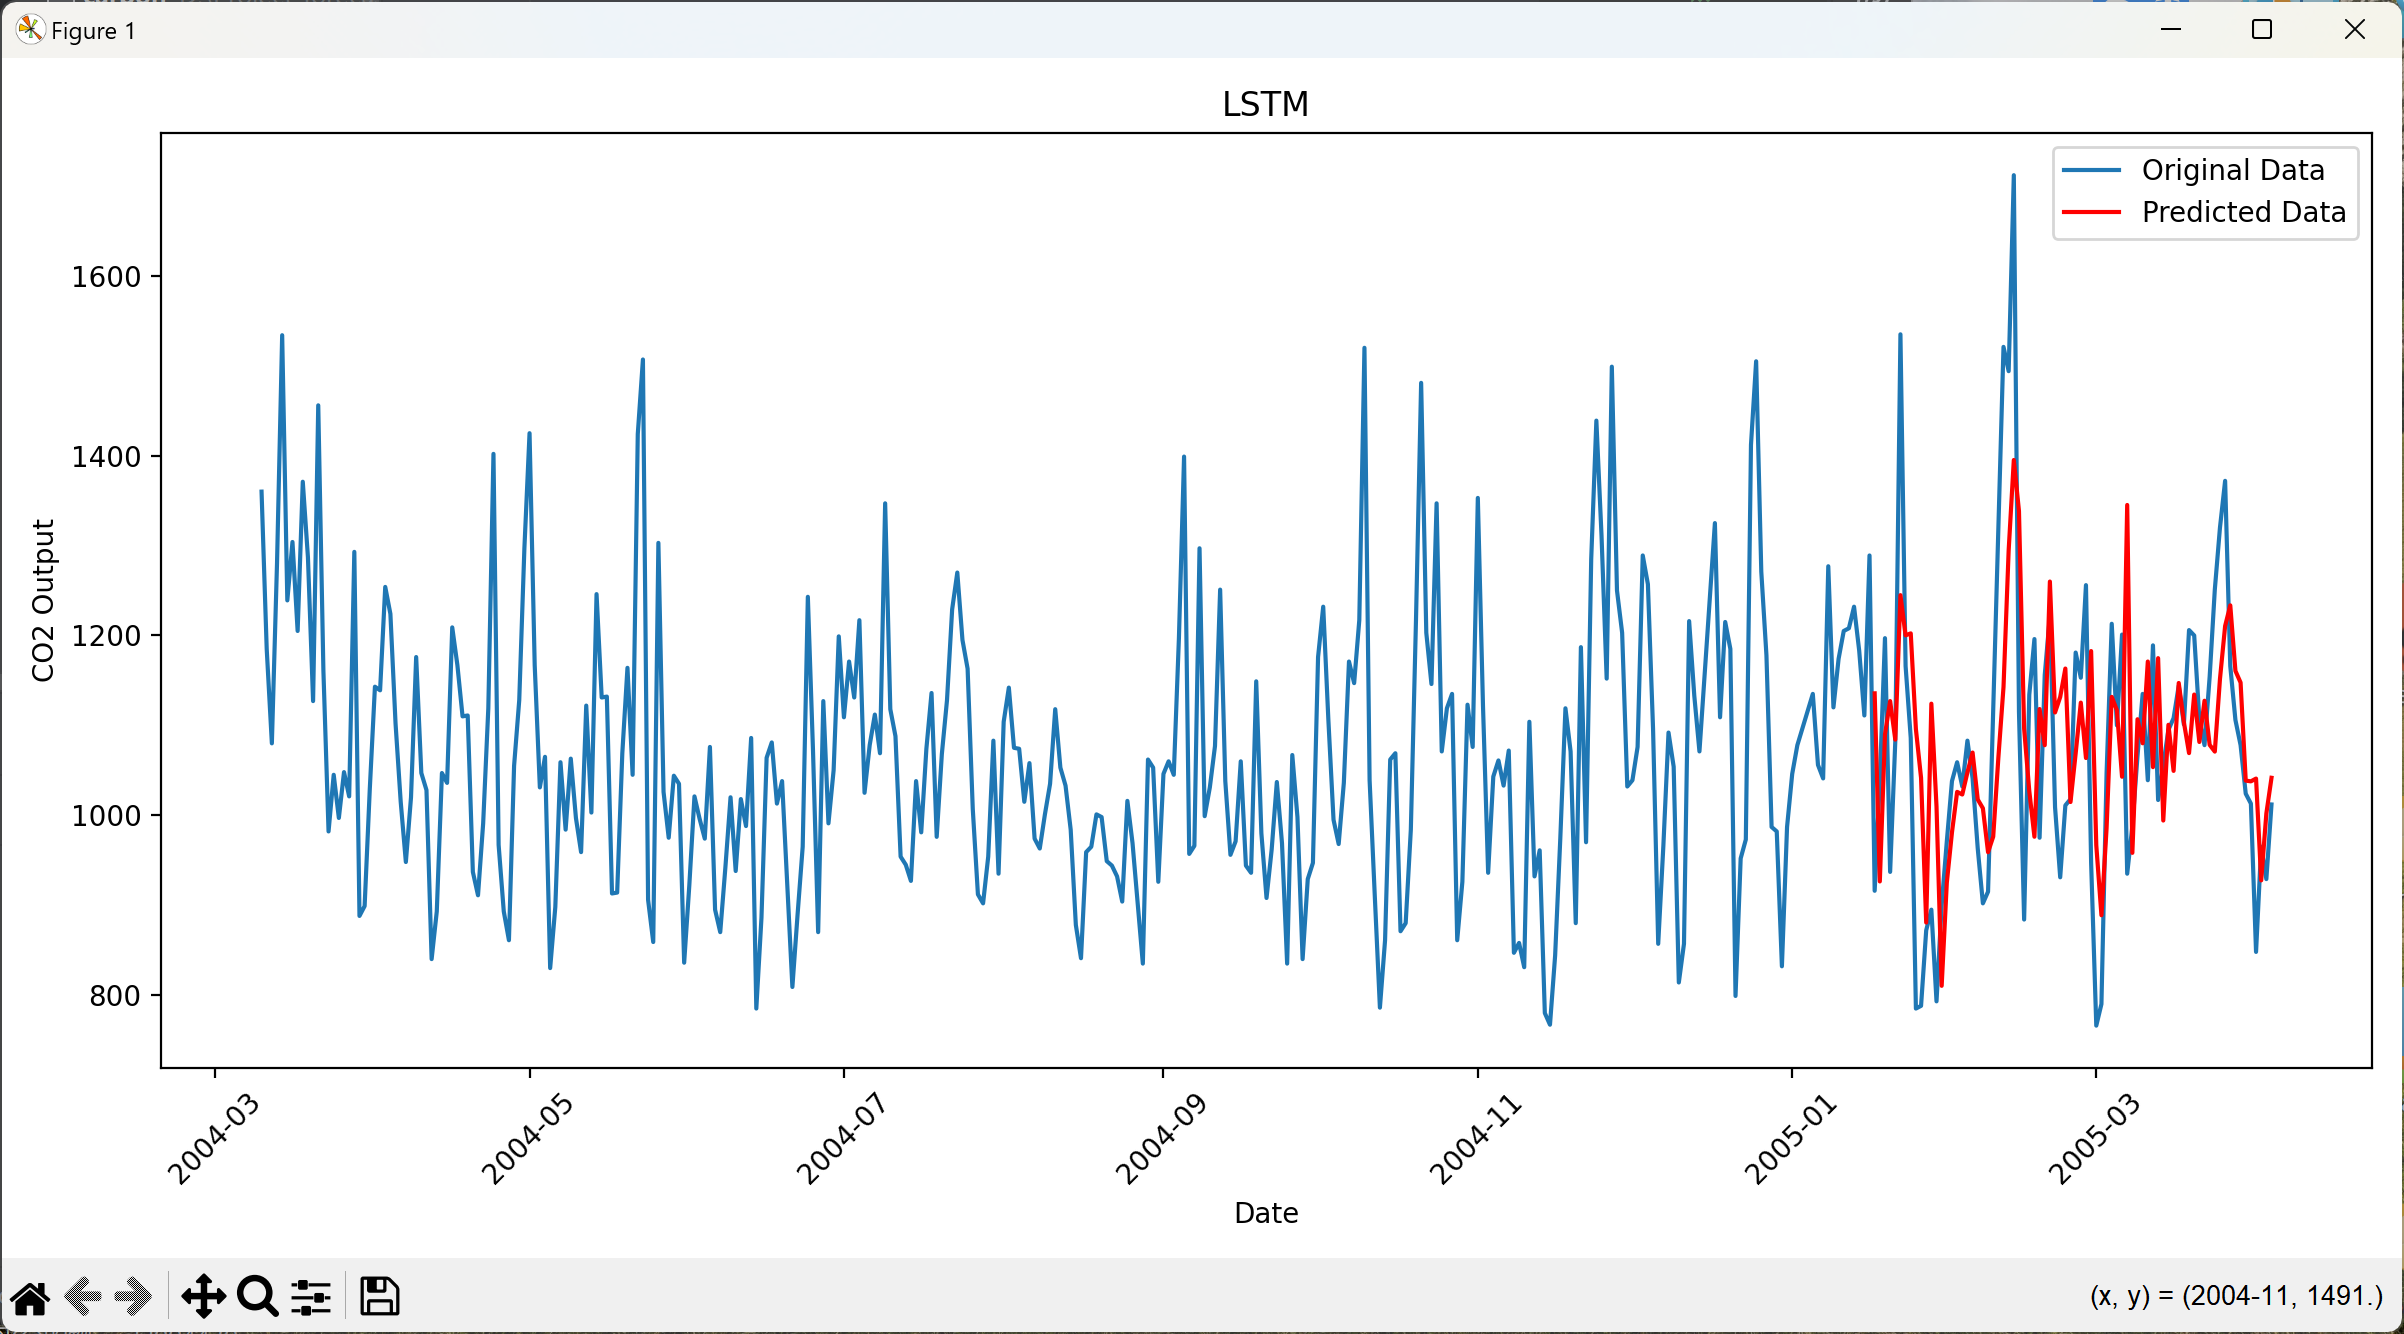 Figure 1
LSTM
Original Data
Predicted Data
1600
1400
1200
1000
800
CO2 Output
2004-03
2004-05
2004-07
2004-09
2004-11
2005-01
2005-03
Date
(x, y) = (2004-11, 1491.)